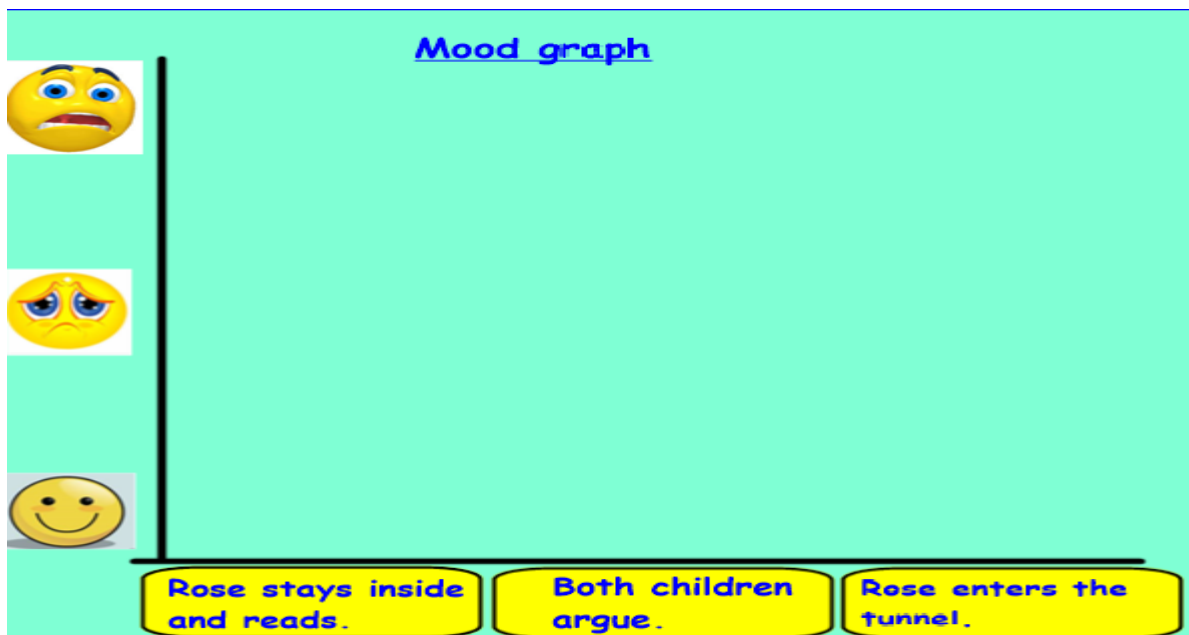 Mood graph
Rose stays inside
and reads.
Both children
argue.
Rose enters the
tunnel.